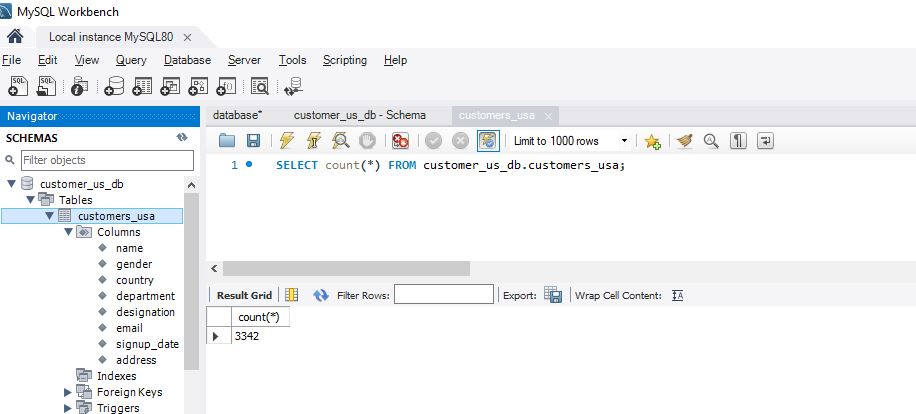 MySQL Workbench
Local instance MySQL80
File Edit View Query Database Server Tools Scripting Help
SQL SQL
Navigator
database* customer_us_db - Schema customers_usa
SCHEMAS
Limit to 1000 rows
Filter objects
1 SELECT count(*) FROM customer_us_db.customers_usa;
customer_us_db
Tables
customers_usa
Columns
name
gender
country
department
designation
email
signup_date
address
Indexes
Foreign Keys
Triggers
Result Grid Filter Rows: Export: Wrap Cell Content: IA
count(*)
3342